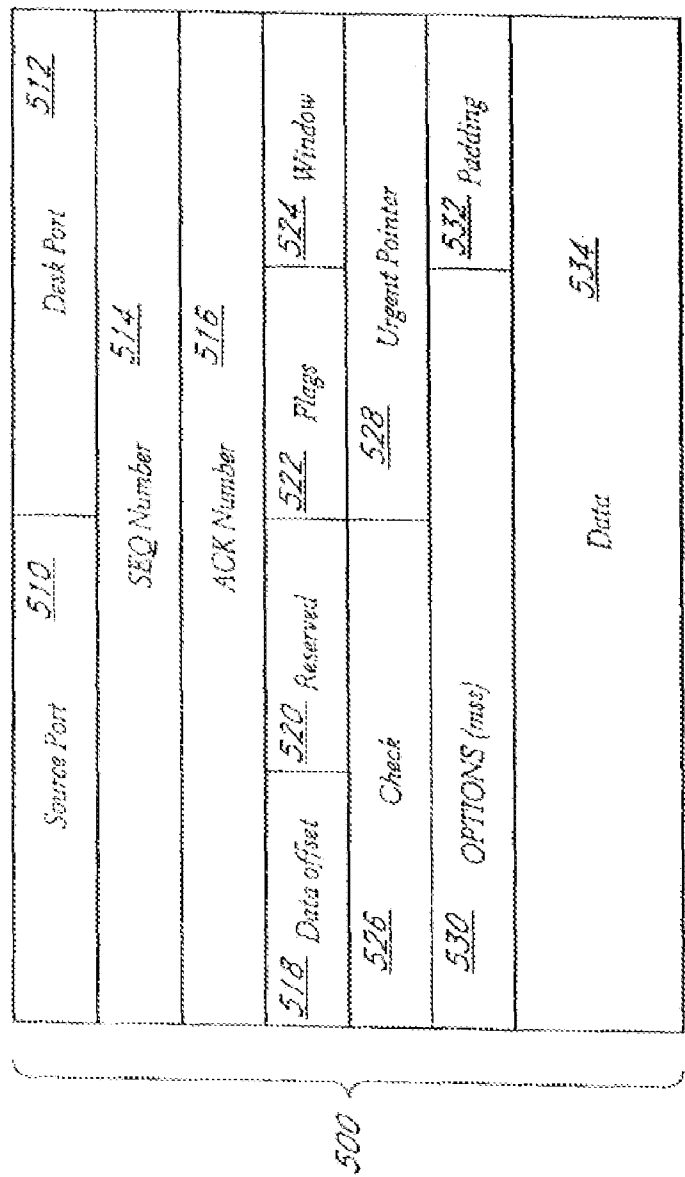 500
Source Port 510
Desk Port 512
SEQ Number 514
ACK Number 516
518 Data offset
520 Reserved
522 Flags
524 Window
526 Check
528 Urgent Pointer
530 OPTIONS (mss)
532 Padding
Data 534